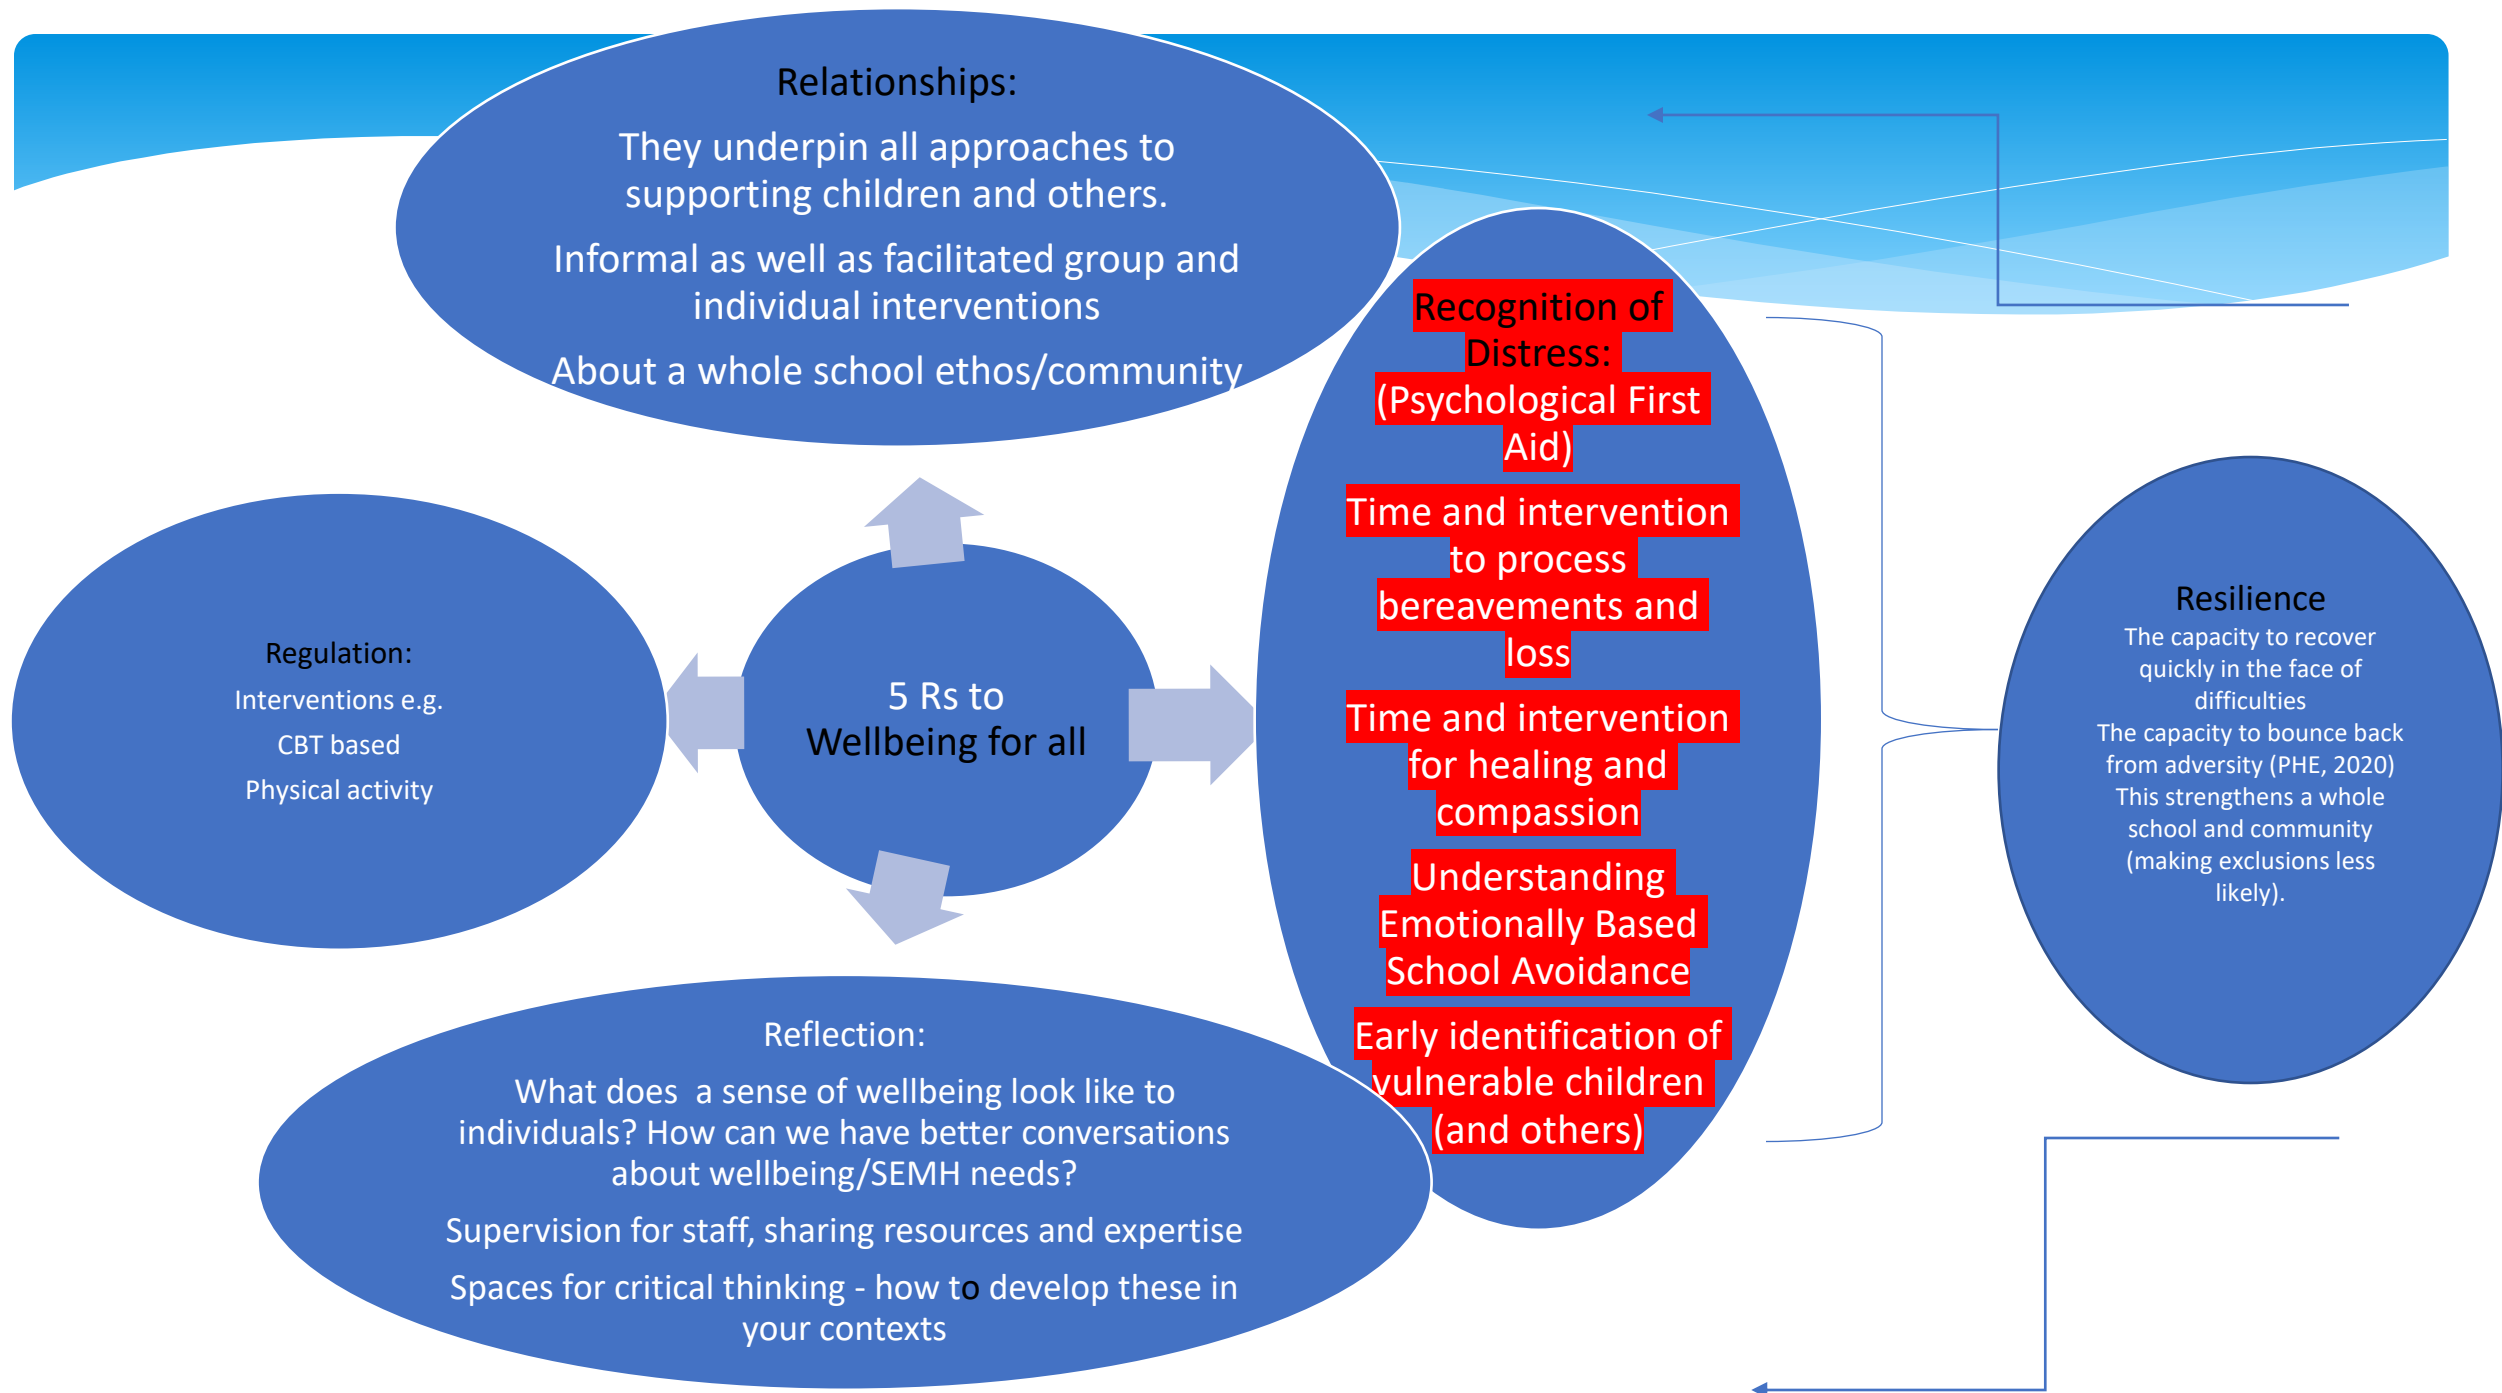 Relationships:
They underpin all approaches to
supporting children and others.
Informal as well as facilitated group and
individual interventions
About a whole school ethos/community
Recognition of
Distress:
(Psychological First
Aid)
Time and intervention
to process
bereavements and
loss
Time and intervention
for healing and
compassion
Understanding
Emotionally Based
School Avoidance
Early identification of
vulnerable children
(and others)
Regulation:
Interventions e.g.
CBT based
Physical activity
5 Rs to
Wellbeing for all
Resilience
The capacity to recover
quickly in the face of
difficulties
The capacity to bounce back
from adversity (PHE, 2020)
This strengthens a whole
school and community
(making exclusions less
likely).
Reflection:
What does  a sense of wellbeing look like to
individuals? How can we have better conversations
about wellbeing/SEMH needs?
Supervision for staff, sharing resources and expertise
Spaces for critical thinking - how to develop these in
your contexts